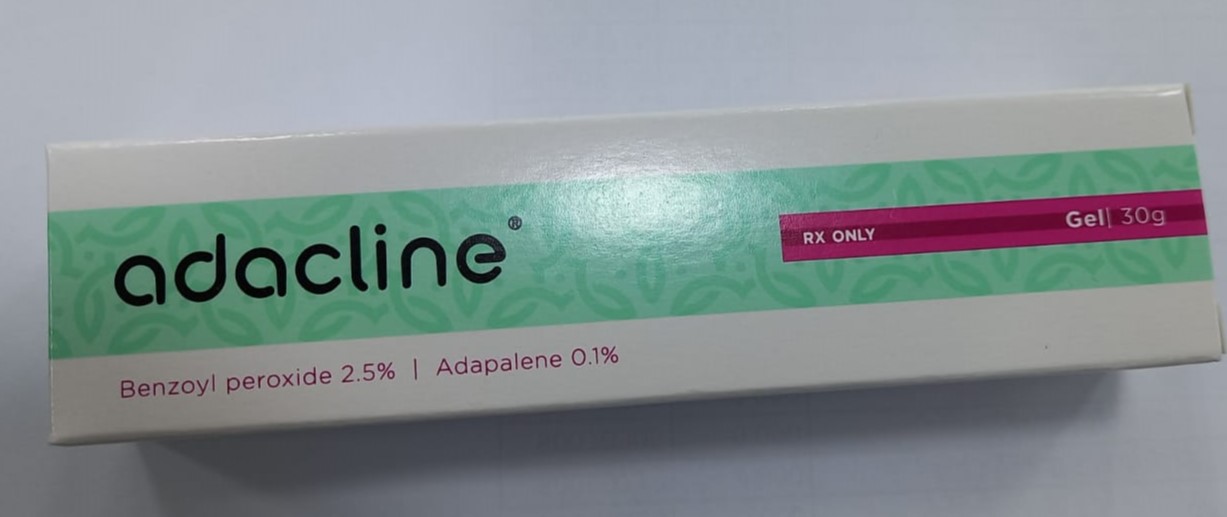 adacline®
RX ONLY
Gel| 30g
Benzoyl peroxide 2.5% | Adapalene 0.1%